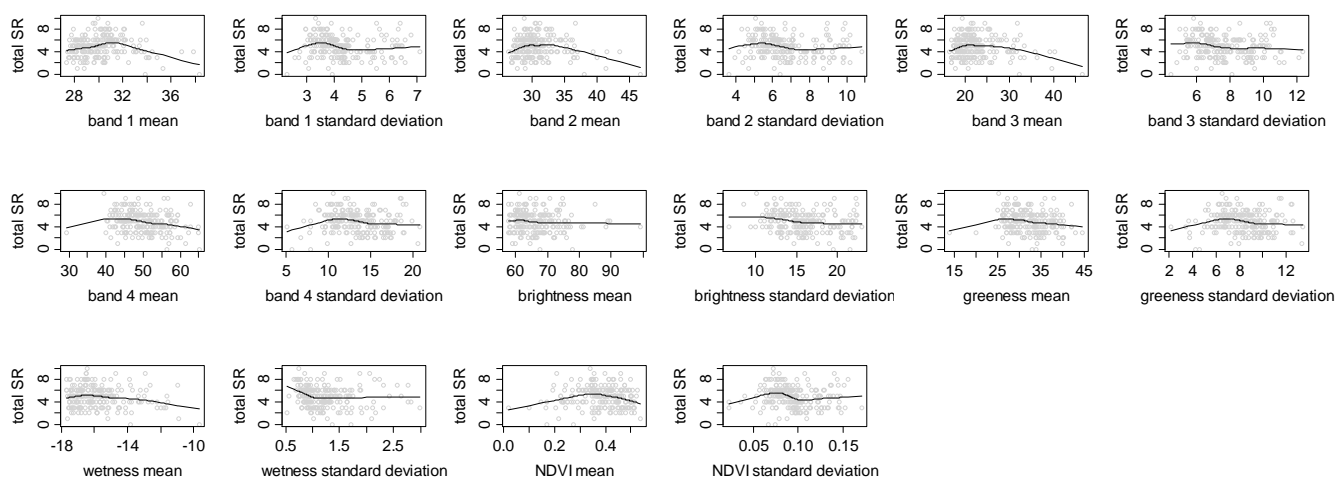 total SR
0 4 8
28 32 36
band 1 mean
total SR
0 4 8
3 4 5 6 7
band 1 standard deviation
total SR
0 4 8
30 35 40 45
band 2 mean
total SR
0 4 8
4 6 8 10
band 2 standard deviation
total SR
0 4 8
20 30 40
band 3 mean
total SR
0 4 8
6 8 10 12
band 3 standard deviation
total SR
0 4 8
30 40 50 60
band 4 mean
total SR
0 4 8
5 10 15 20
band 4 standard deviation
total SR
0 4 8
60 70 80 90
brightness mean
total SR
0 4 8
10 15 20
brightness standard deviation
total SR
0 4 8
15 25 35 45
greeness mean
total SR
0 4 8
2 4 6 8 12
greeness standard deviation
total SR
0 4 8
-18 -14 -10
wetness mean
total SR
0 4 8
0.5 1.5 2.5
wetness standard deviation
total SR
0 4 8
0.0 0.2 0.4
NDVI mean
total SR
0 4 8
0.05 0.10 0.15
NDVI standard deviation